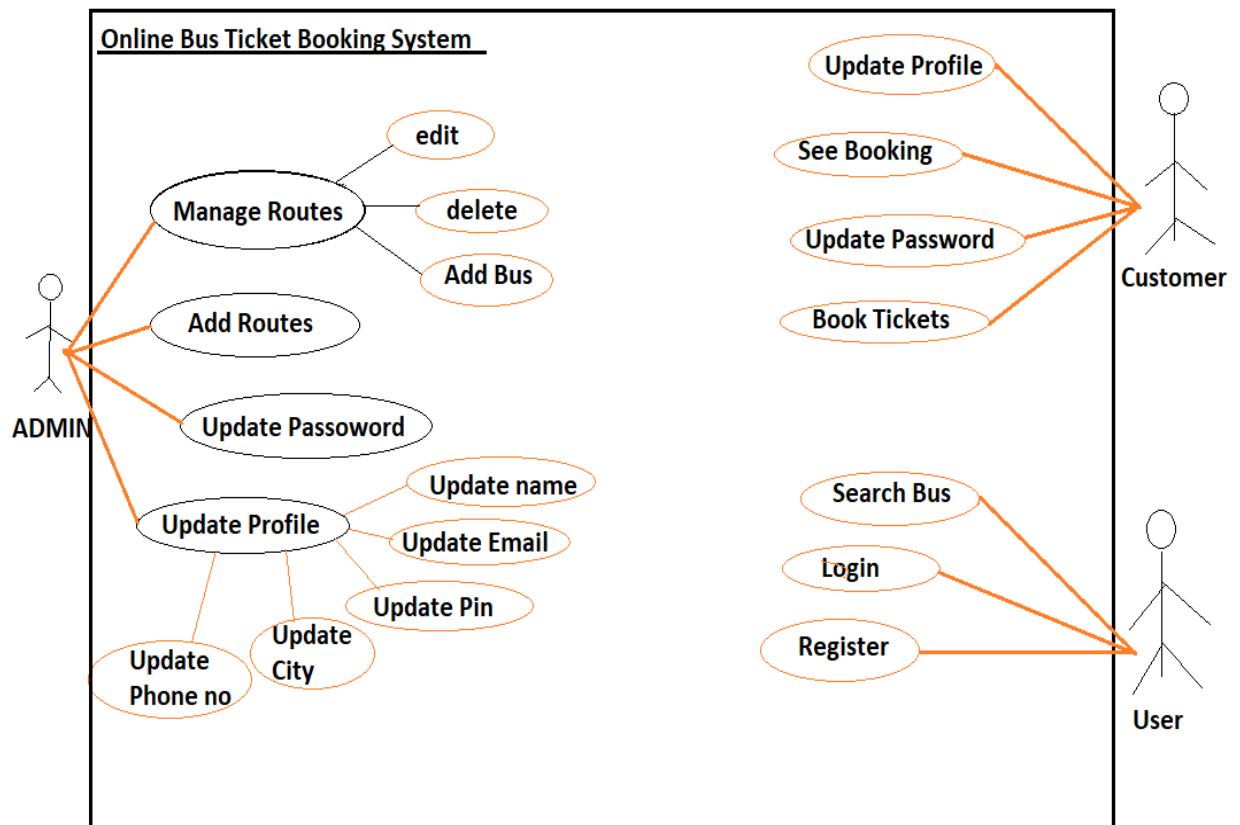 Online Bus Ticket Booking System
edit
Manage Routes
delete
Add Bus
Add Routes
ADMIN
Update Passoword
Update name
Update Profile
Update Email
Update Pin
Update
City
Update
Phone no
Update Profile
See Booking
Update Password
Customer
Book Tickets
Search Bus
Login
Register
User